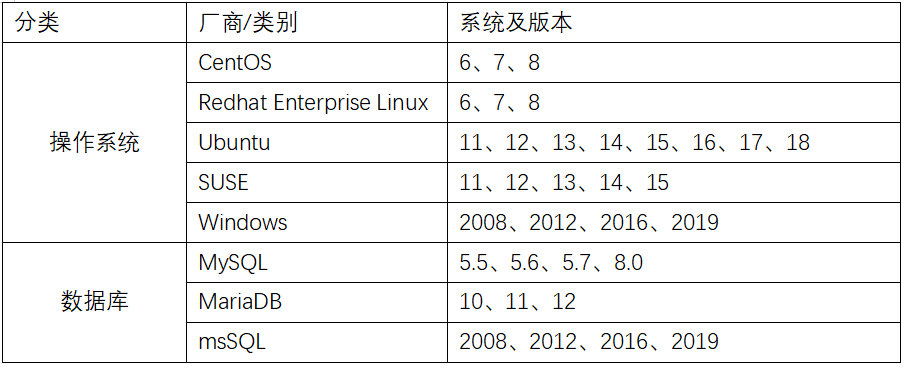 分类 厂商/类别 系统及版本
操作系统 CentOS 6、7、8
Redhat Enterprise Linux 6、7、8
Ubuntu 11、12、13、14、15、16、17、18
SUSE 11、12、13、14、15
Windows 2008、2012、2016、2019
数据库 MySQL 5.5、5.6、5.7、8.0
MariaDB 10、11、12
msSQL 2008、2012、2016、2019